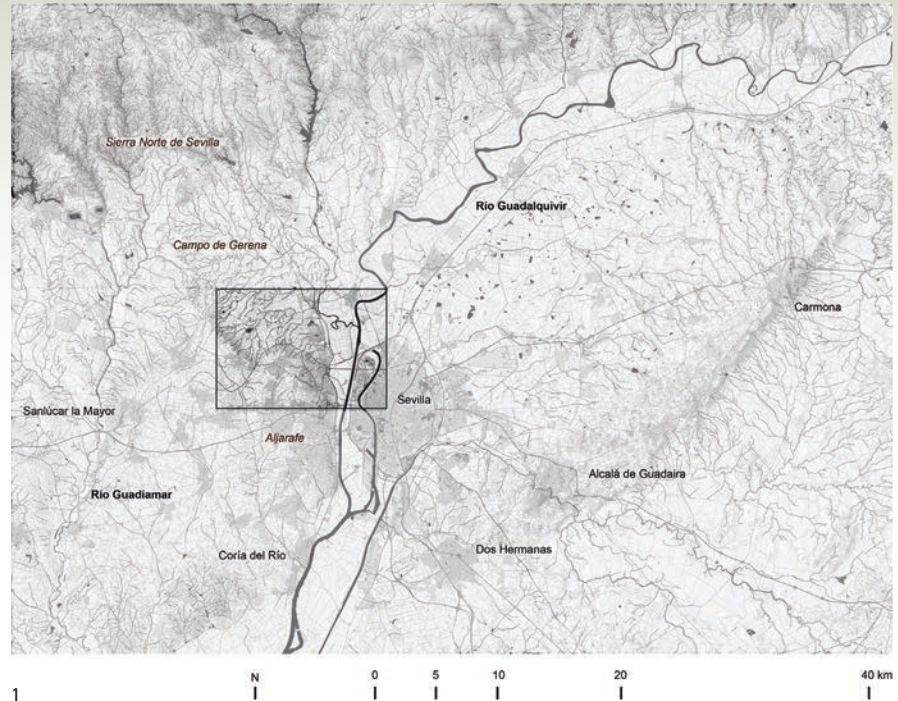 Sierra Norte de Sevilla
Río Guadalquivir
Campo de Gerena
Carmona
Sanlúcar la Mayor
Sevilla
Aljarafe
Alcalá de Guadaira
Río Guadiamar
Coría del Río
Dos Hermanas
N 0 5 10 20 40 km
1